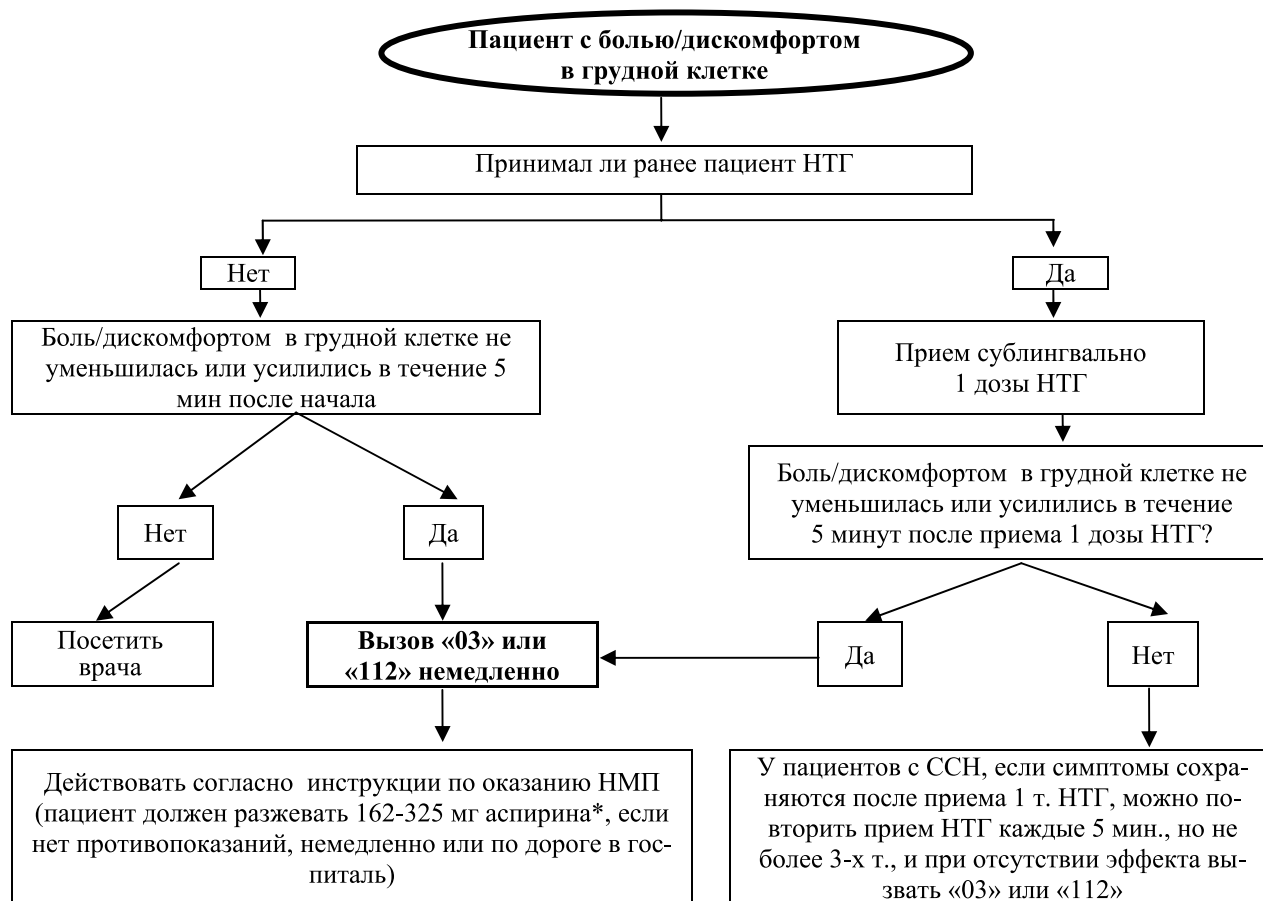 Пациент с болью/дискомфортом
в грудной клетке
Принимал ли ранее пациент НТГ
Нет
Да
Боль/дискомфортом в грудной клетке не
уменьшилась или усилились в течение 5
мин после начала
Прием сублингвально
1 дозы НТГ
Боль/дискомфортом в грудной клетке не
уменьшилась или усилились в течение
5 минут после приема 1 дозы НТГ?
Нет
Да
Посетить
врача
Вызов «03» или
«112» немедленно
Да
Нет
Действовать согласно инструкции по оказанию НМП
(пациент должен разжевать 162-325 мг аспирина*, если
нет противопоказаний, немедленно или по дороге в гос-
питаль)
У пациентов с ССН, если симптомы сохра-
няются после приема 1 т. НТГ, можно по-
вторить прием НТГ каждые 5 мин., но не
более 3-х т., и при отсутствии эффекта вы-
звать «03» или «112»